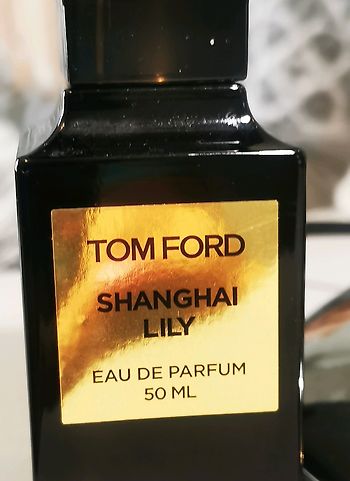 TOM FORD
SHANGHAI
LILY
EAU DE PARFUM
50 ML